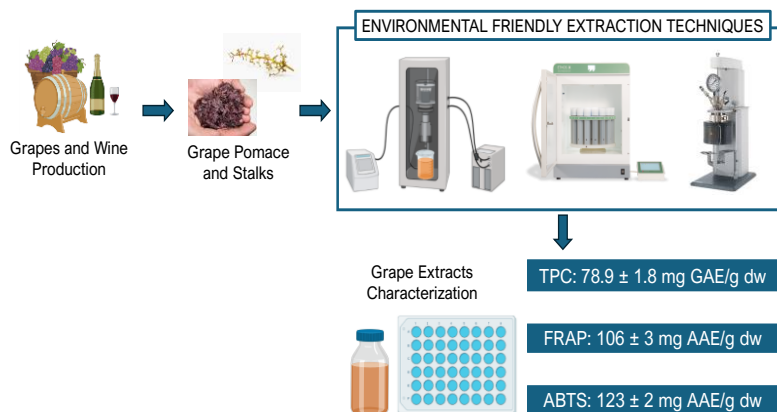 ENVIRONMENTAL FRIENDLY EXTRACTION TECHNIQUES
Grapes and Wine
Production
Grape Pomace
and Stalks
Grape Extracts
Characterization
TPC: 78.9 ± 1.8 mg GAE/g dw
FRAP: 106 ± 3 mg AAE/g dw
ABTS: 123 ± 2 mg AAE/g dw